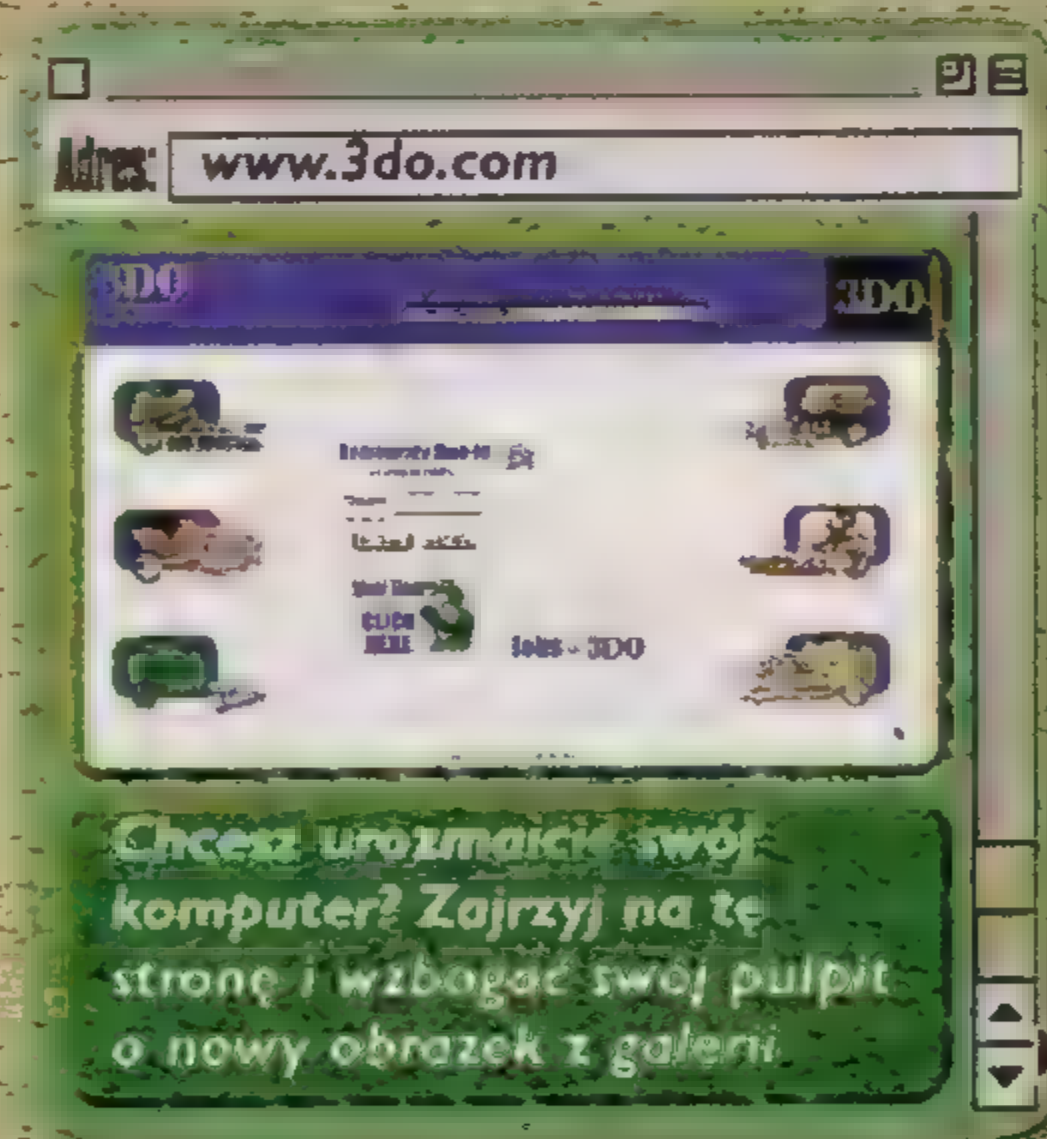 Adres: www.3do.com
3DO 3DO
CLICK
HERE
Jobs - 3DO
Chcesz urozmaicić swój
komputer? Zajrzyj na tę
stronę i wzbogać swój pulpit
o nowy obrazek z galerii